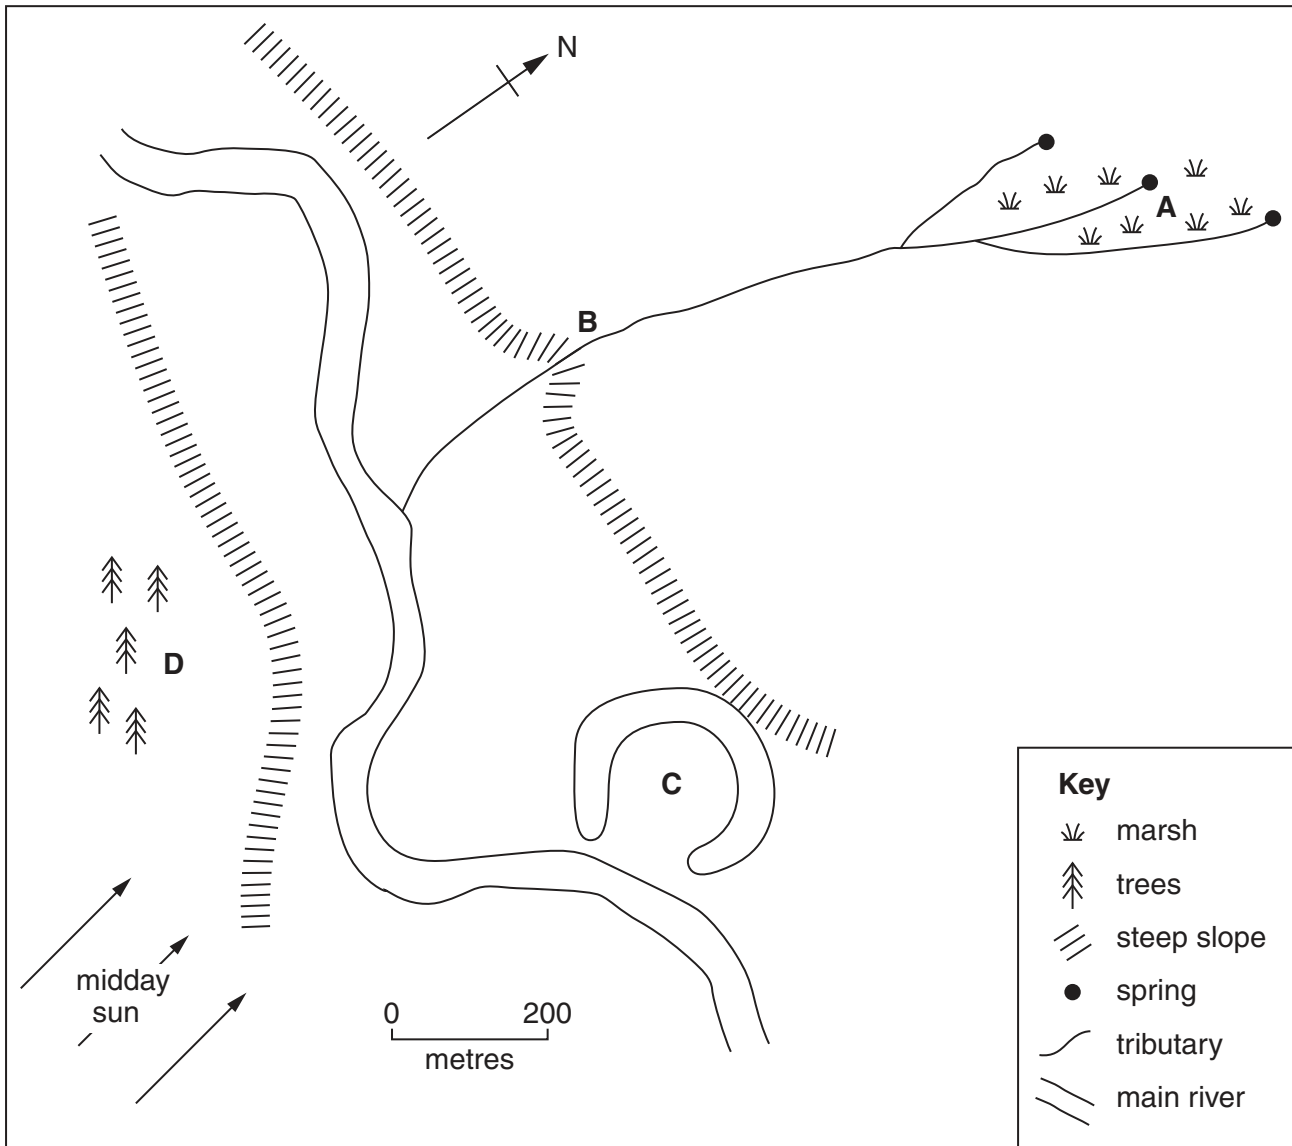 N
A
B
D
C
midday
sun
0 200
metres
Key
marsh
trees
steep slope
spring
tributary
main river